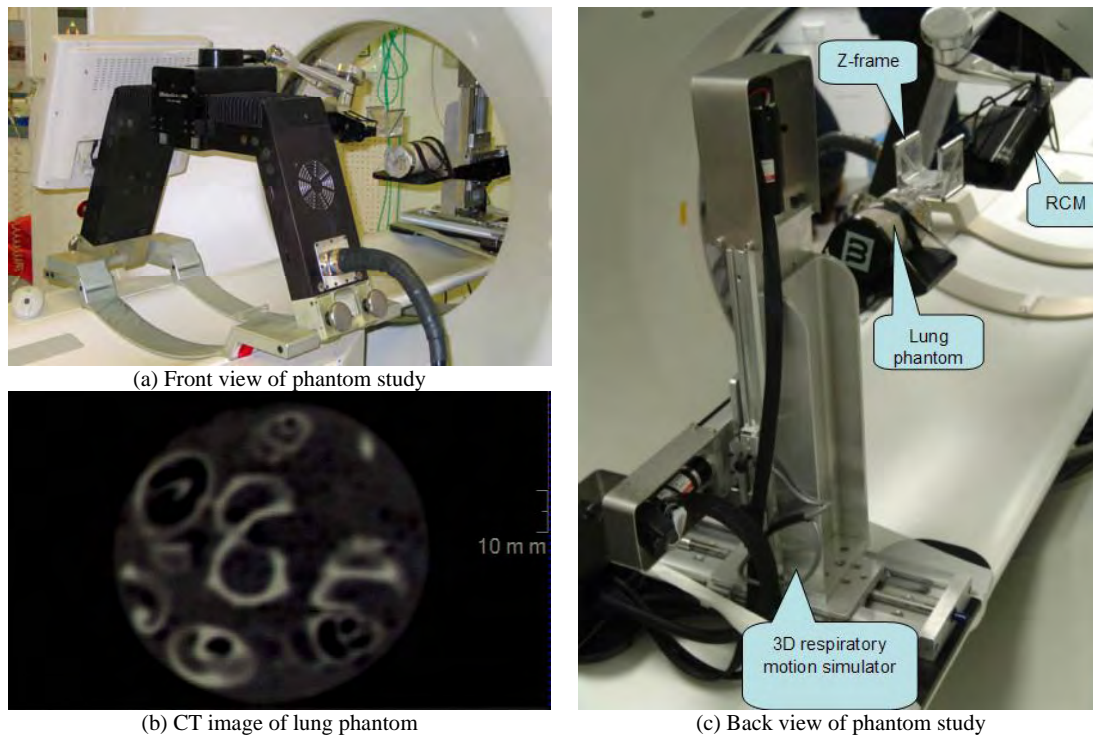 (a) Front view of phantom study
10 mm
(b) CT image of lung phantom
Z-frame
RCM
Lung
phantom
3D respiratory
motion simulator
(c) Back view of phantom study